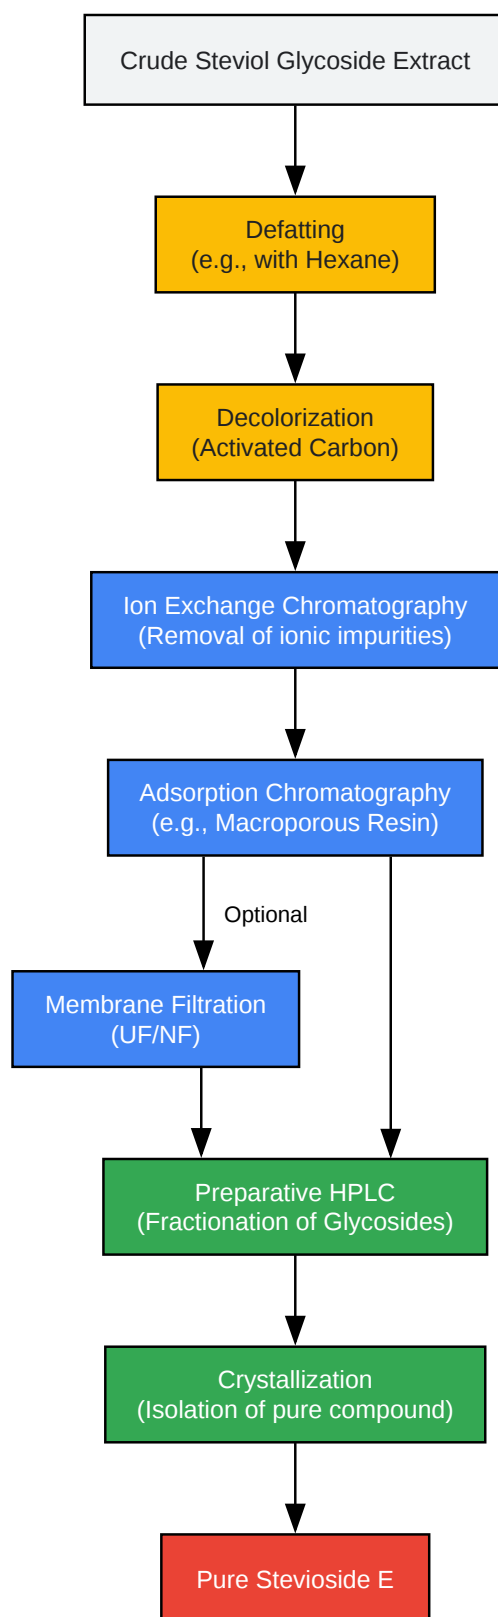 Crude Steviol Glycoside Extract
Defatting
(e.g., with Hexane)
Decolorization
(Activated Carbon)
Ion Exchange Chromatography
(Removal of ionic impurities)
Adsorption Chromatography
(e.g., Macroporous Resin)
Optional
Membrane Filtration
(UF/NF)
Preparative HPLC
(Fractionation of Glycosides)
Crystallization
(Isolation of pure compound)
Pure Stevioside E